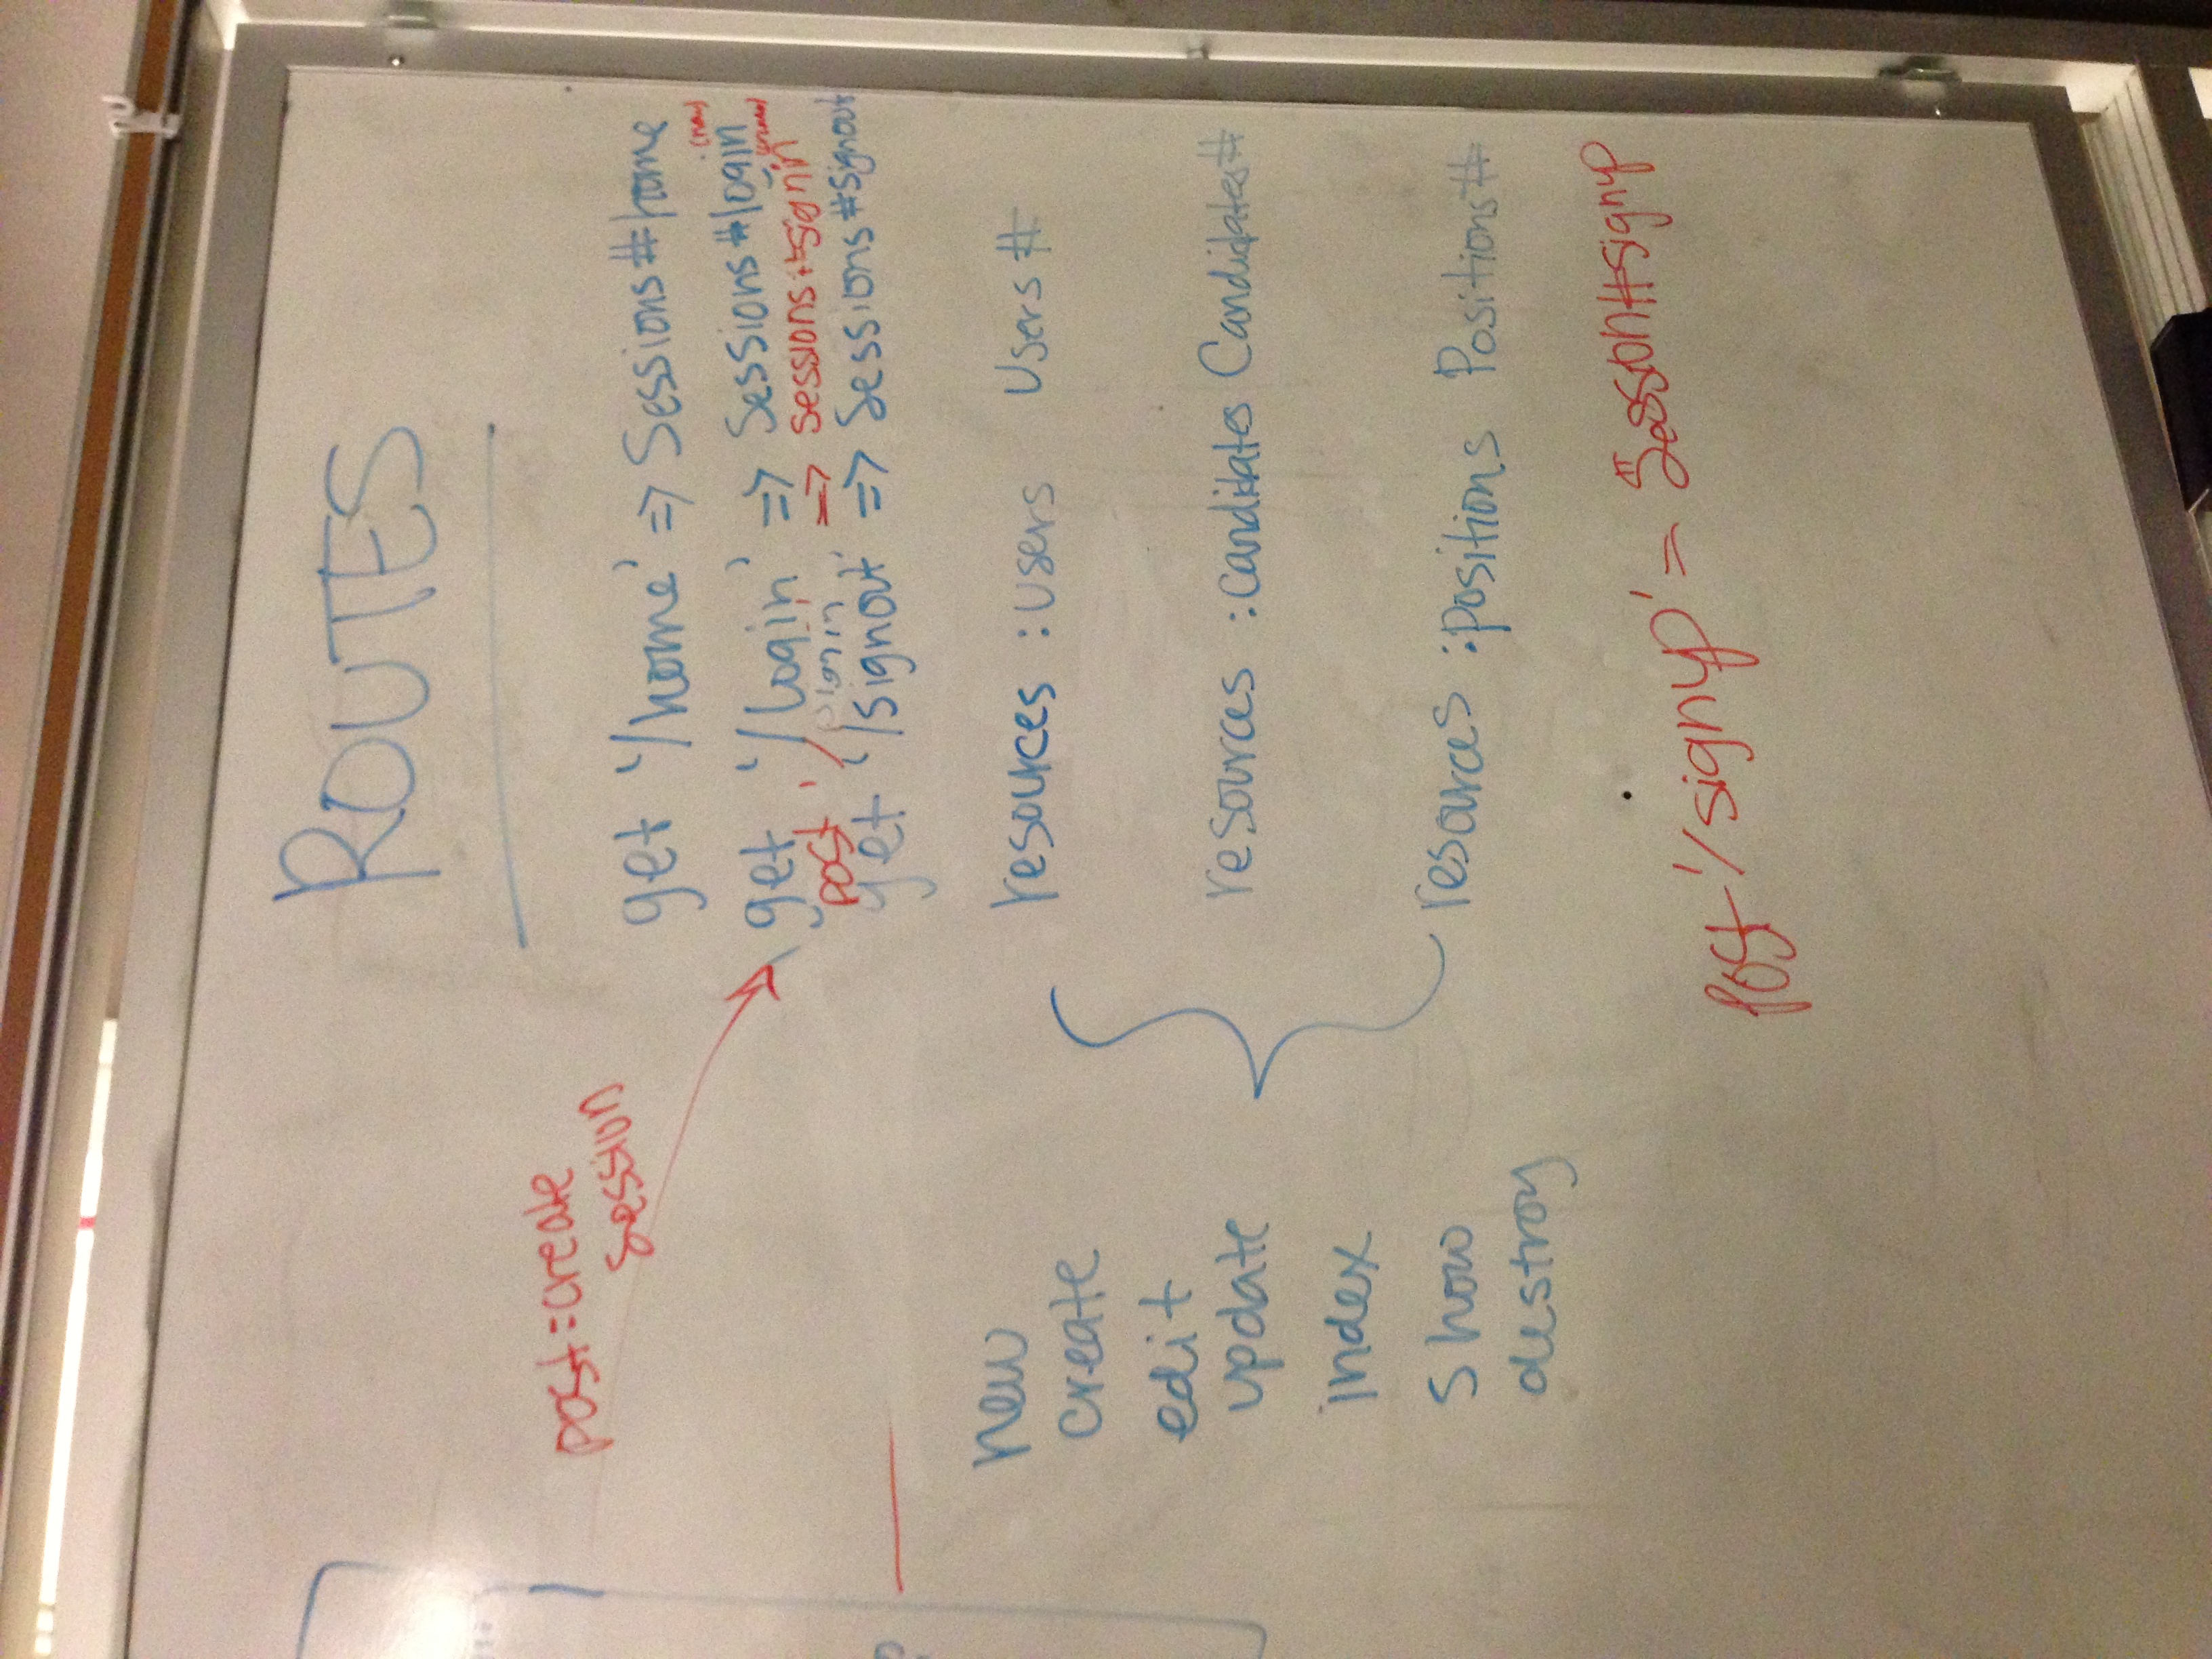 ROUTES
post=create
session
get '/home' => Sessions#home
(new)
get '/login' => Sessions#login
(create)
post '/signin' => sessions#signin
get '/signout' => Sessions#signout
new
create
edit
update
index
show
destroy
resources :users Users#
resources :candidates Candidates#
resources :positions Positions#
post '/signup' = Session#signup